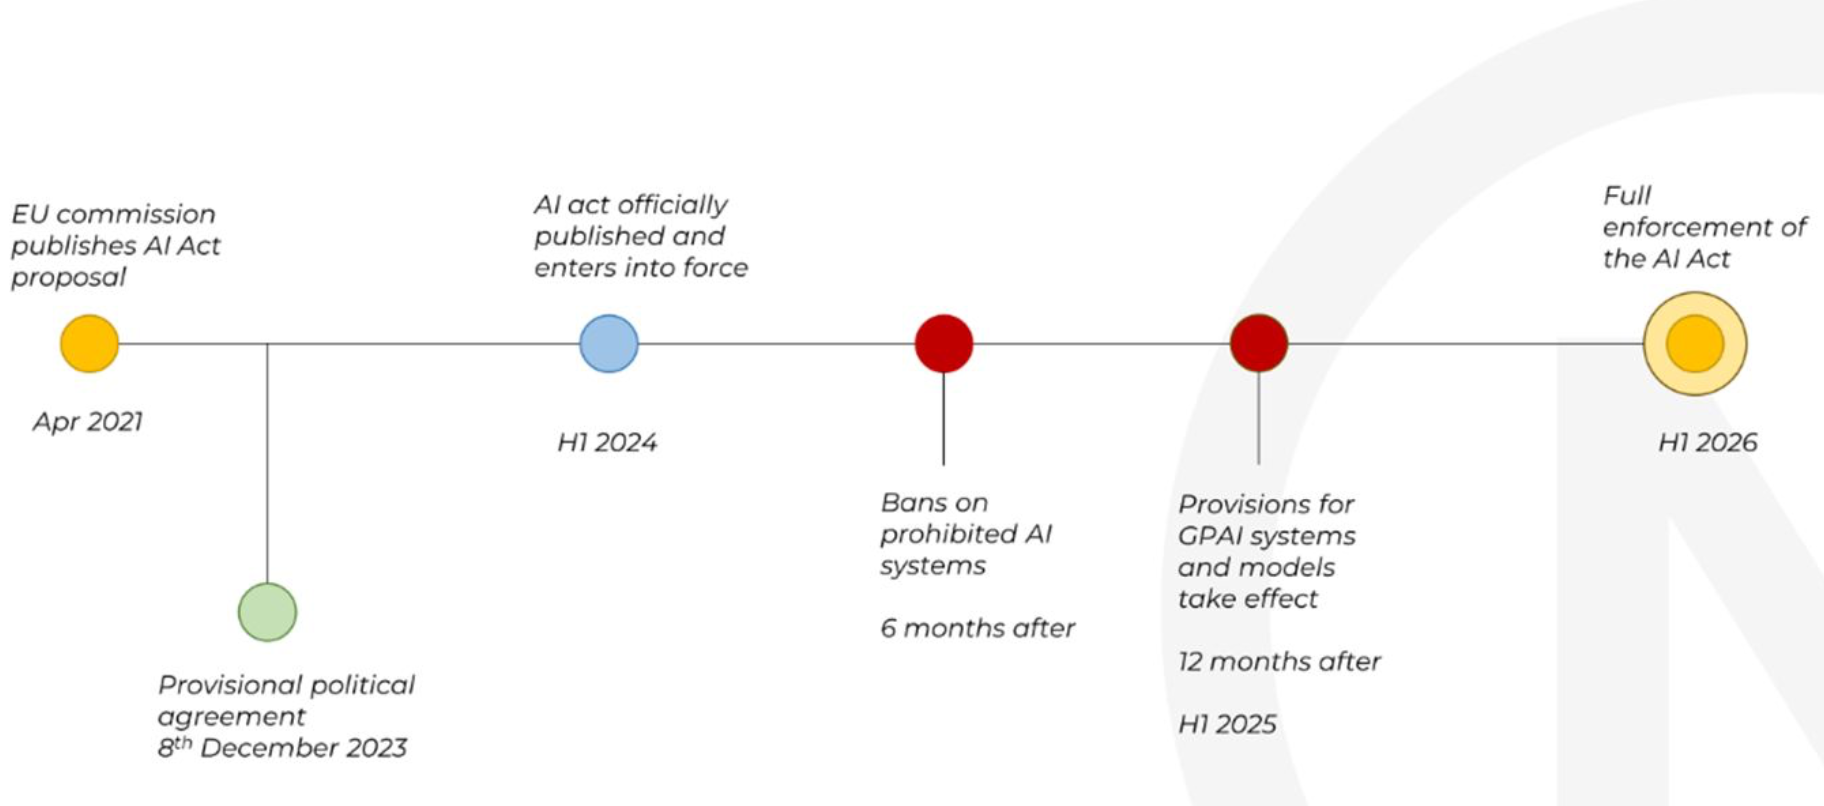 EU commission
publishes AI Act
proposal
Apr 2021
Provisional political
agreement
8th December 2023
AI act officially
published and
enters into force
H1 2024
Bans on
prohibited AI
systems
6 months after
Provisions for
GPAI systems
and models
take effect
12 months after
H1 2025
Full
enforcement of
the AI Act
H1 2026